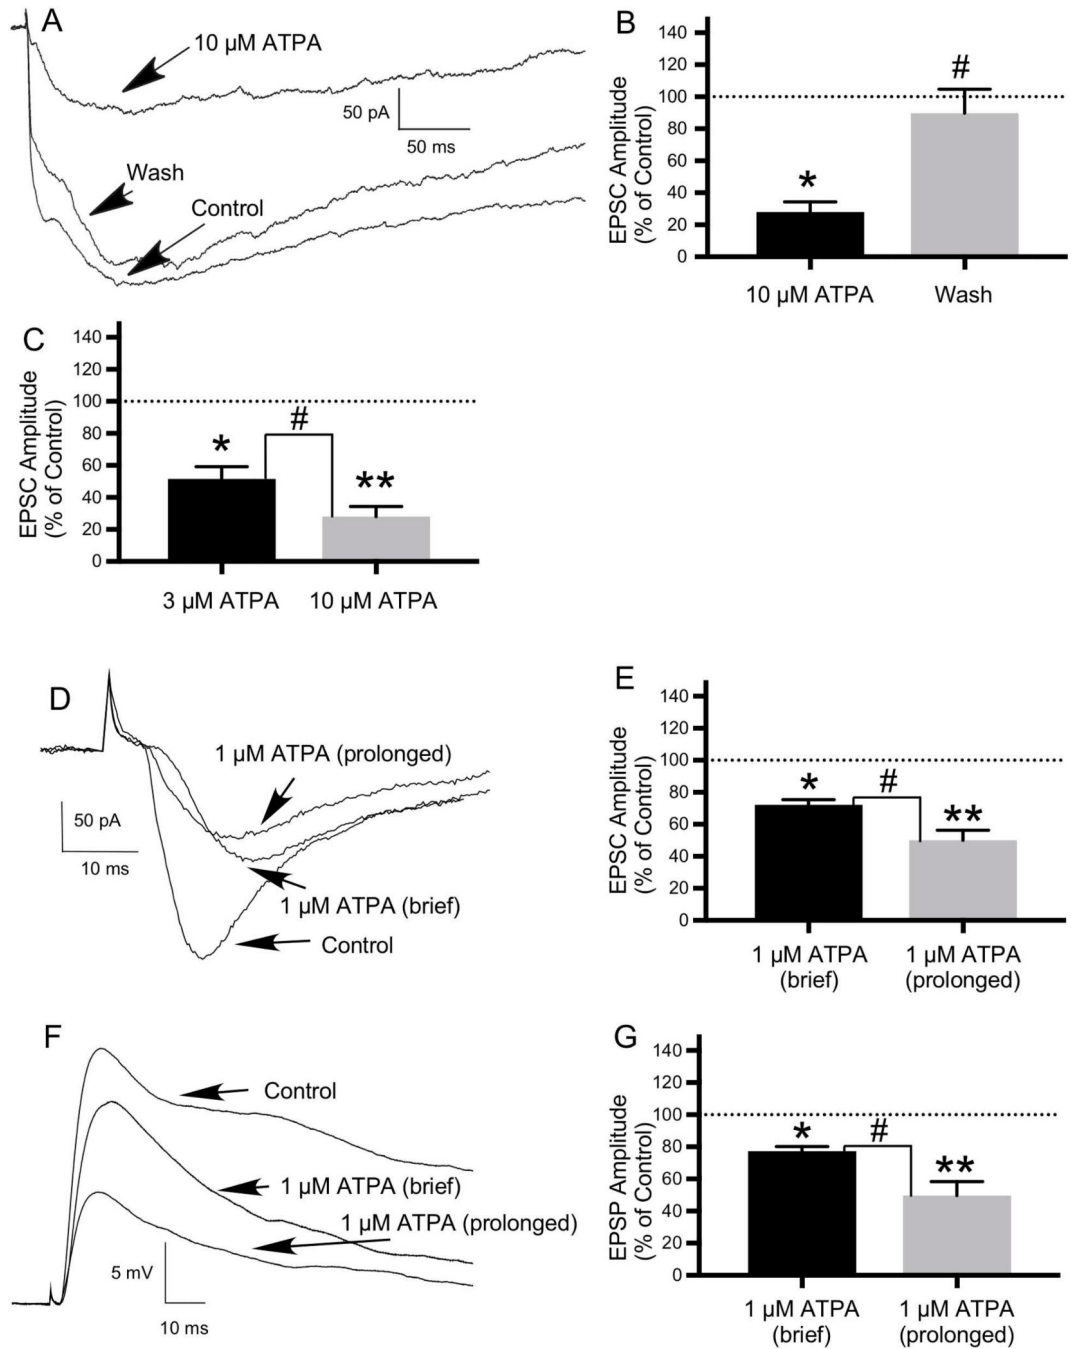 A
10 µM ATPA
50 pA
50 ms
Wash
Control
B
EPSC Amplitude
(% of Control)
140
120
100
80
60
40
20
0
*
#
10 µM ATPA
Wash
C
EPSC Amplitude
(% of Control)
140
120
100
80
60
40
20
0
*
#
**
3 µM ATPA
10 µM ATPA
D
1 µM ATPA (prolonged)
50 pA
10 ms
1 µM ATPA (brief)
Control
E
EPSC Amplitude
(% of Control)
140
120
100
80
60
40
20
0
*
#
**
1 µM ATPA
(brief)
1 µM ATPA
(prolonged)
F
Control
1 µM ATPA (brief)
1 µM ATPA (prolonged)
5 mV
10 ms
G
EPSP Amplitude
(% of Control)
140
120
100
80
60
40
20
0
*
#
**
1 µM ATPA
(brief)
1 µM ATPA
(prolonged)